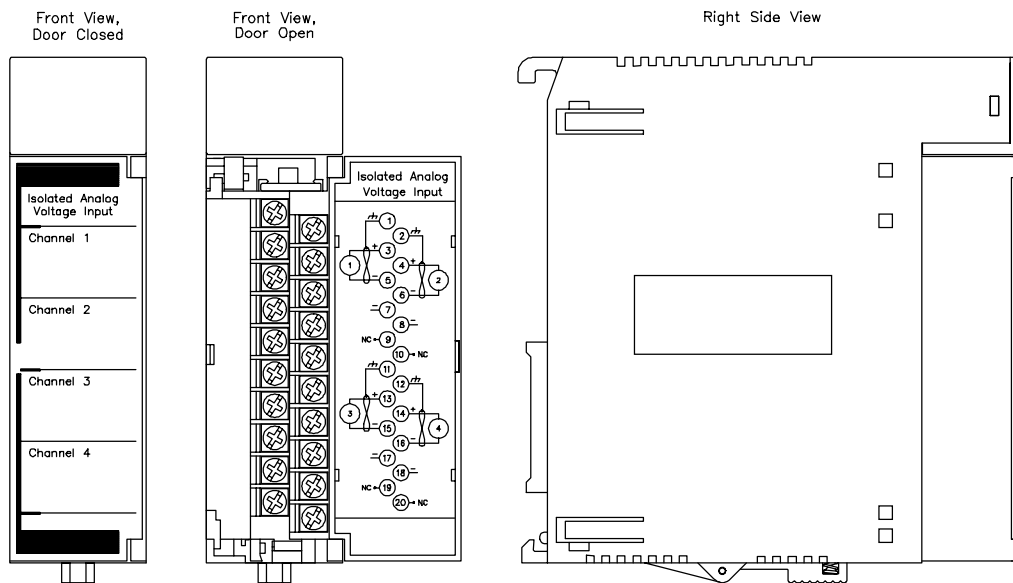 Front View,
Door Closed
Front View,
Door Open
Right Side View
Isolated Analog
Voltage Input
Channel 1
Channel 2
Channel 3
Channel 4
Isolated Analog
Voltage Input
1
2
+ 3
1
4 +
2
- 5
6 -
- 7
8 -
NC 9
10 NC
11
12
+ 13
3
14 +
4
- 15
16 -
- 17
18 -
NC 19
20 NC